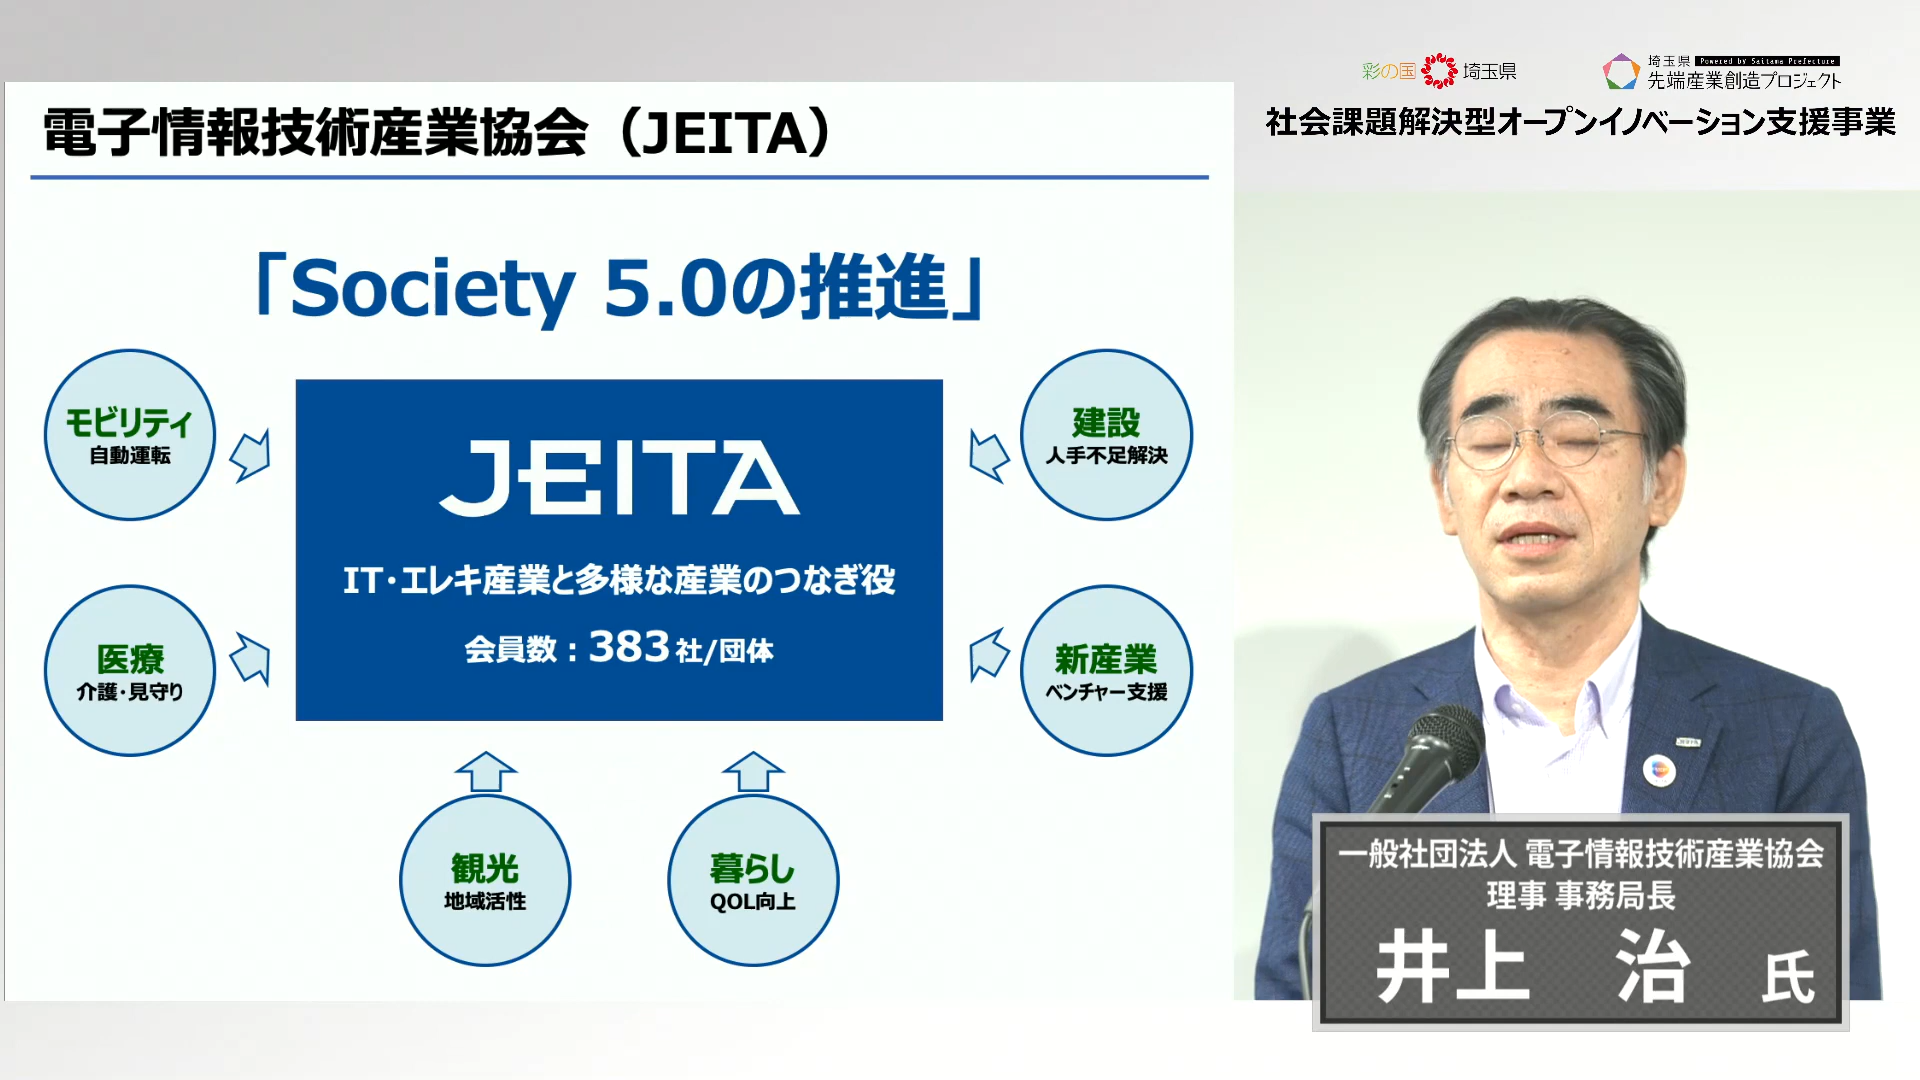 彩の国 埼玉県
埼玉県 Powered by Saitama Prefecture
先端産業創造プロジェクト
社会課題解決型オープンイノベーション支援事業
電子情報技術産業協会（JEITA）
「Society 5.0の推進」
モビリティ
自動運転
医療
介護・見守り
JEITA
IT・エレキ産業と多様な産業のつなぎ役
会員数：383社/団体
建設
人手不足解決
新産業
ベンチャー支援
観光
地域活性
暮らし
QOL向上
一般社団法人 電子情報技術産業協会
理事 事務局長
井上 治 氏